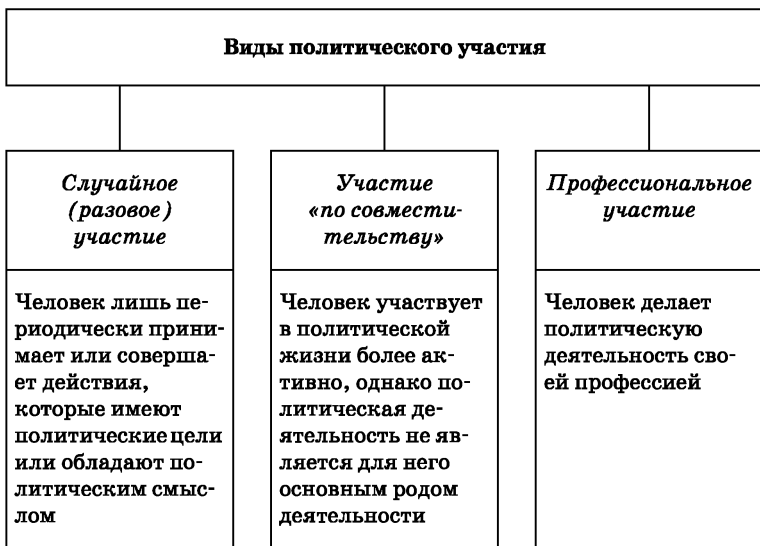 Виды политического участия
Случайное
(разовое)
участие
Человек лишь пе-
риодически прини-
мает или соверша-
ет действия,
которые имеют
политические цели
или обладают по-
литическим смыс-
лом
Участие
«по совмести-
тельству»
Человек участвует
в политической
жизни более ак-
тивно, однако по-
литическая де-
ятельность не яв-
ляется для него
основным родом
деятельности
Профессиональное
участие
Человек делает
политическую
деятельность сво-
ей профессией